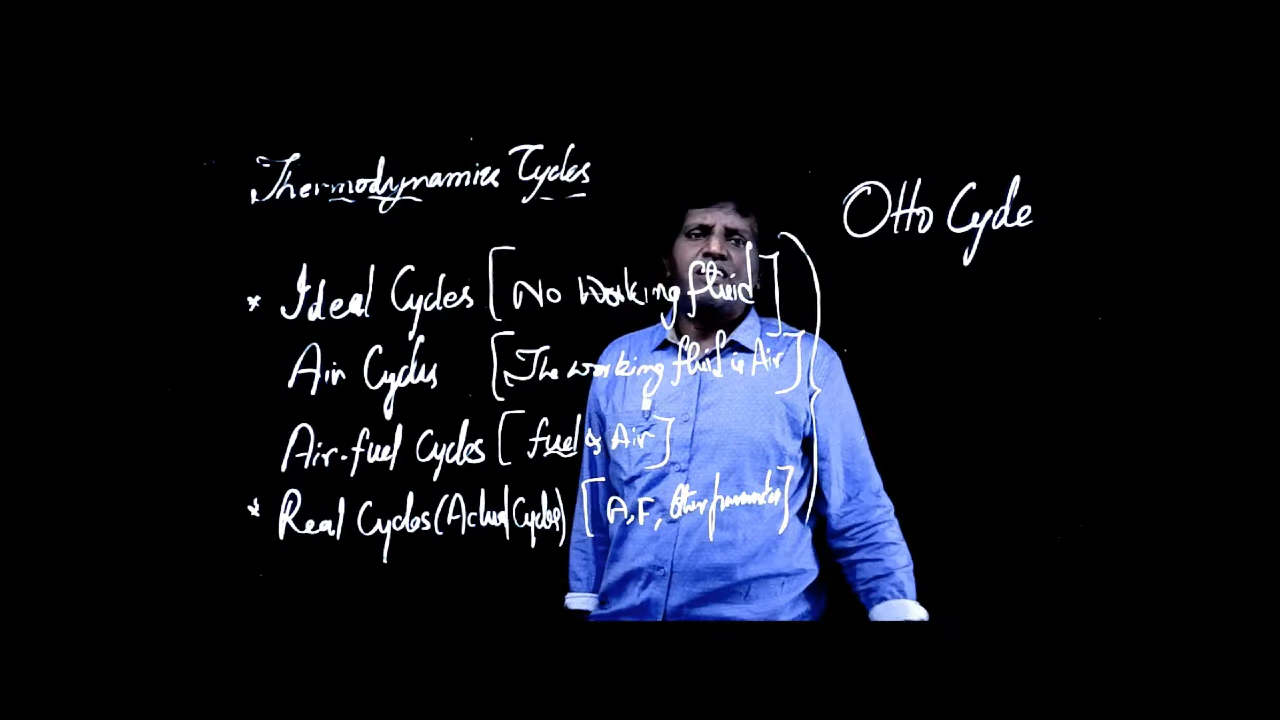 Thermodynamics Cycles
Otto Cycle
* Ideal Cycles [No Working fluid]
Air Cycles [The working fluid is Air]
Air-fuel Cycles [fuel & Air]
* Real Cycles (Actual Cycles) [A, F, Other parameters]